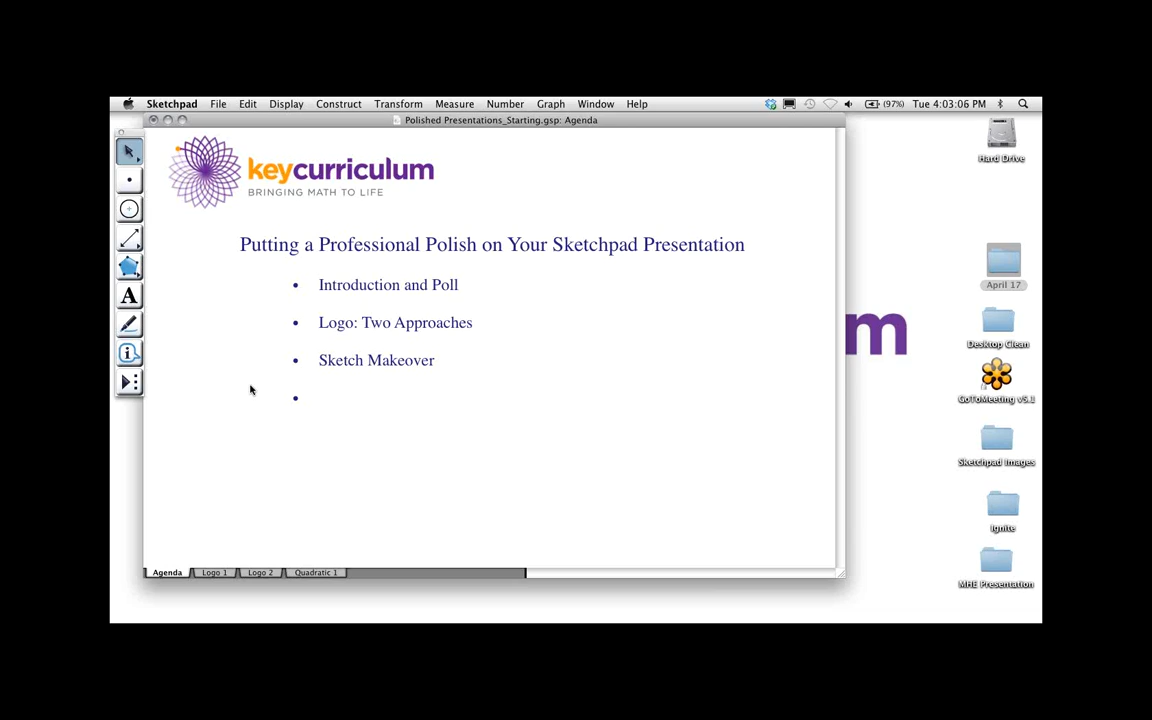 Sketchpad File Edit Display Construct Transform Measure Number Graph Window Help (97%) Tue 4:03:06 PM
Polished Presentations_Starting.gsp: Agenda
Hard Drive
keycurriculum
BRINGING MATH TO LIFE
Putting a Professional Polish on Your Sketchpad Presentation
• Introduction and Poll
• Logo: Two Approaches
• Sketch Makeover
•
A
April 17
m
Desktop Clean
GoToMeeting v5.1
Sketchpad Images
Ignite
MHE Presentation
Agenda Logo 1 Logo 2 Quadratic 1